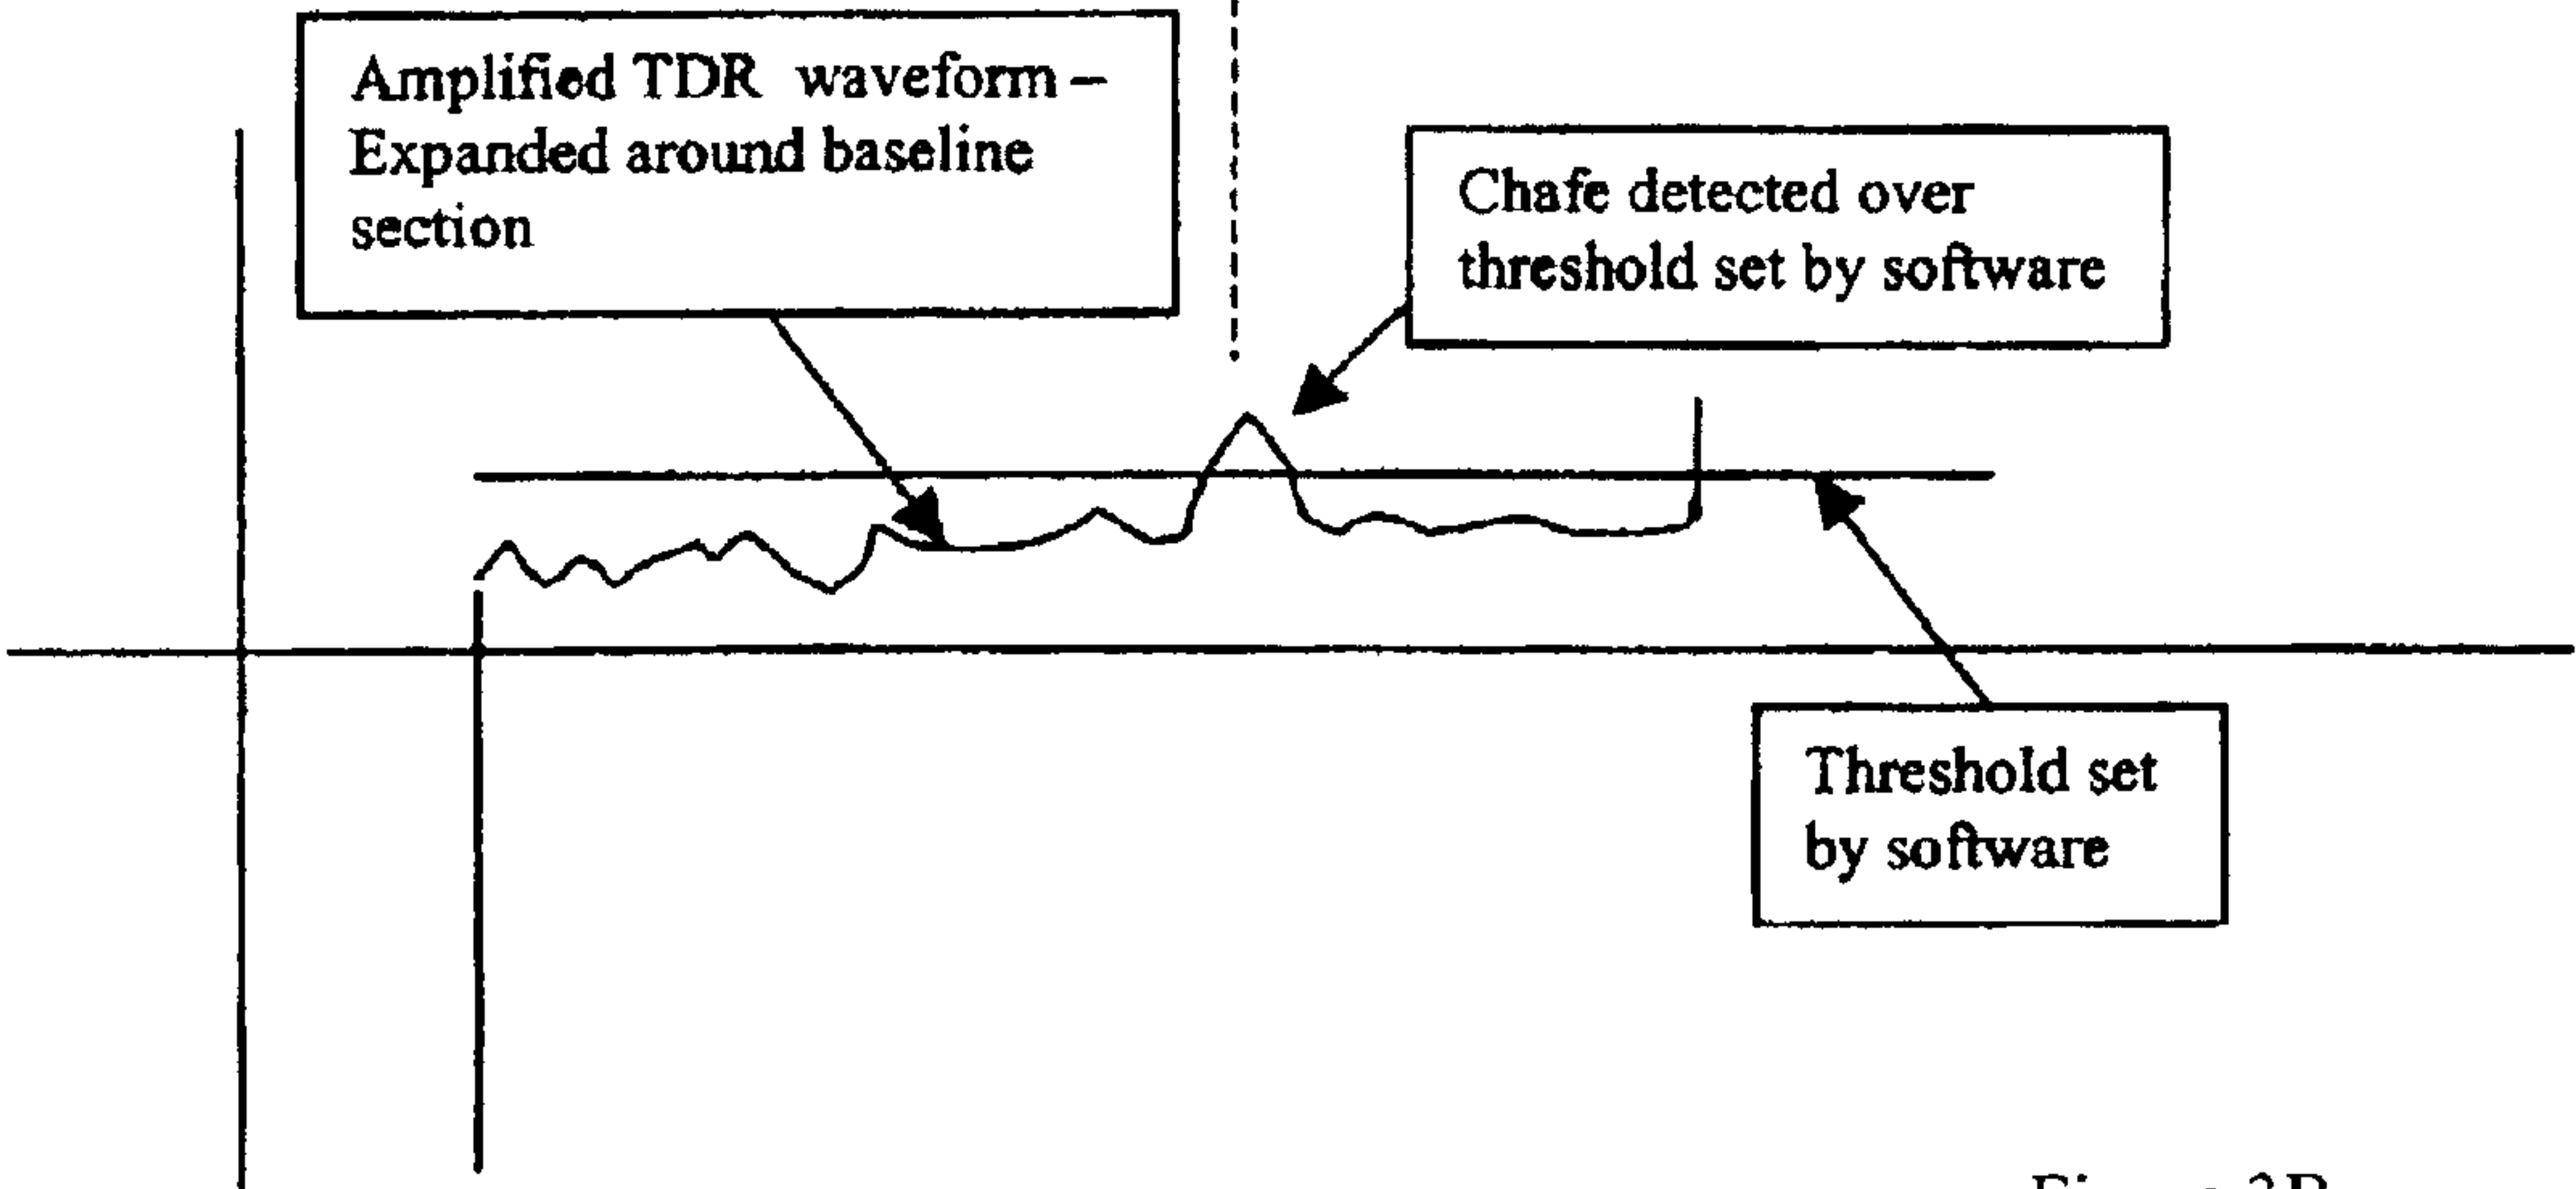 Amplified TDR waveform –
Expanded around baseline
section
Chafe detected over
threshold set by software
Threshold set
by software